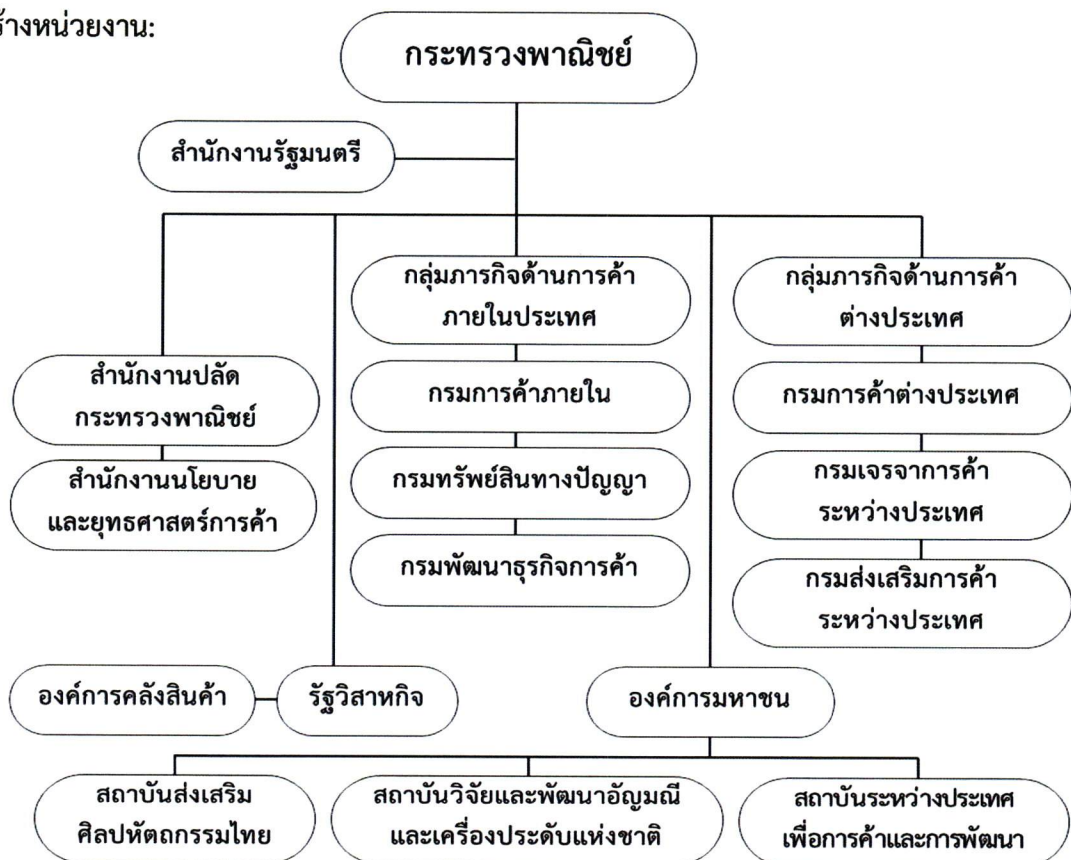 ร้างหน่วยงาน:
กระทรวงพาณิชย์
สำนักงานรัฐมนตรี
สำนักงานปลัด
กระทรวงพาณิชย์
สำนักงานนโยบาย
และยุทธศาสตร์การค้า
กลุ่มภารกิจด้านการค้า
ภายในประเทศ
กรมการค้าภายใน
กรมทรัพย์สินทางปัญญา
กรมพัฒนาธุรกิจการค้า
กลุ่มภารกิจด้านการค้า
ต่างประเทศ
กรมการค้าต่างประเทศ
กรมเจรจาการค้า
ระหว่างประเทศ
กรมส่งเสริมการค้า
ระหว่างประเทศ
องค์การคลังสินค้า
รัฐวิสาหกิจ
องค์การมหาชน
สถาบันส่งเสริม
ศิลปหัตถกรรมไทย
สถาบันวิจัยและพัฒนาอัญมณี
และเครื่องประดับแห่งชาติ
สถาบันระหว่างประเทศ
เพื่อการค้าและการพัฒนา